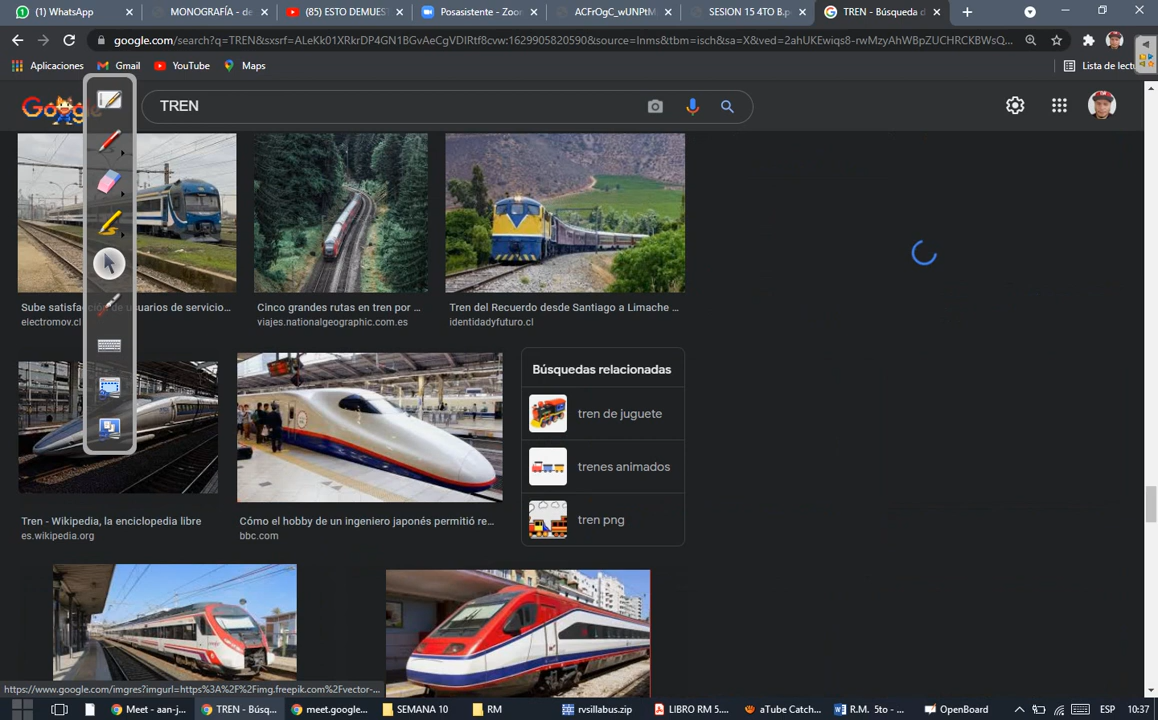 (1) WhatsApp
MONOGRAFÍA - de
(85) ESTO DEMUES
Posasistente - Zoom
ACFrOgC_wUNPtM
SESION 15 4TO B.p
TREN - Búsqueda d
google.com/search?q=TREN&sxsrf=ALeKk01XRkrDP4GN1BGvAeCgVDIRtf8cvw:1629905820590&source=lnms&tbm=isch&sa=X&ved=2ahUKEwiqs8-rwMzyAhWBpZUCHRCKBWsQ...
Aplicaciones
Gmail
YouTube
Maps
Lista de lectu
Google
TREN
Sube satisfacción de usuarios de servicio...
electromov.cl
Cinco grandes rutas en tren por ...
viajes.nationalgeographic.com.es
Tren del Recuerdo desde Santiago a Limache ...
identidadyfuturo.cl
Búsquedas relacionadas
tren de juguete
trenes animados
tren png
Tren - Wikipedia, la enciclopedia libre
es.wikipedia.org
Cómo el hobby de un ingeniero japonés permitió re...
bbc.com
https://www.google.com/imgres?imgurl=https%3A%2F%2Fimg.freepik.com%2Fvector-...
Meet - aan-j...
TREN - Búsq...
meet.google...
SEMANA 10
RM
rvsillabus.zip
LIBRO RM 5....
aTube Catch...
R.M. 5to - ...
OpenBoard
ESP
10:37